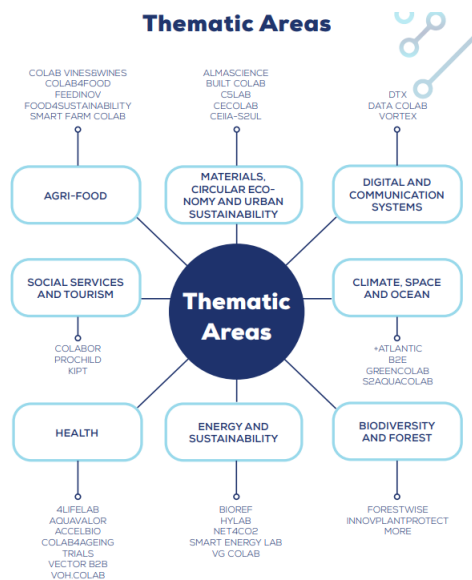 Thematic Areas
COLAB VINES&WINES
COLAB4FOOD
FEEDINOV
FOOD4SUSTAINABILITY
SMART FARM COLAB
ALMASCIENCE
BUILT COLAB
C5LAB
CECOLAB
CEIIA-S2UL
DTX
DATA COLAB
VORTEX
AGRI-FOOD
MATERIALS,
CIRCULAR ECO-
NOMY AND URBAN
SUSTAINABILITY
DIGITAL AND
COMMUNICATION
SYSTEMS
SOCIAL SERVICES
AND TOURISM
Thematic
Areas
CLIMATE, SPACE
AND OCEAN
COLABOR
PROCHILD
KIPT
+ATLANTIC
B2E
GREENCOLAB
S2AQUACOLAB
HEALTH
ENERGY AND
SUSTAINABILITY
BIODIVERSITY
AND FOREST
4LIFELAB
AQUAVALOR
ACCELBIO
COLAB4AGEING
TRIALS
VECTOR B2B
VOH.COLAB
BIOREF
HYLAB
NET4CO2
SMART ENERGY LAB
VG COLAB
FORESTWISE
INNOVPLANTPROTECT
MORE